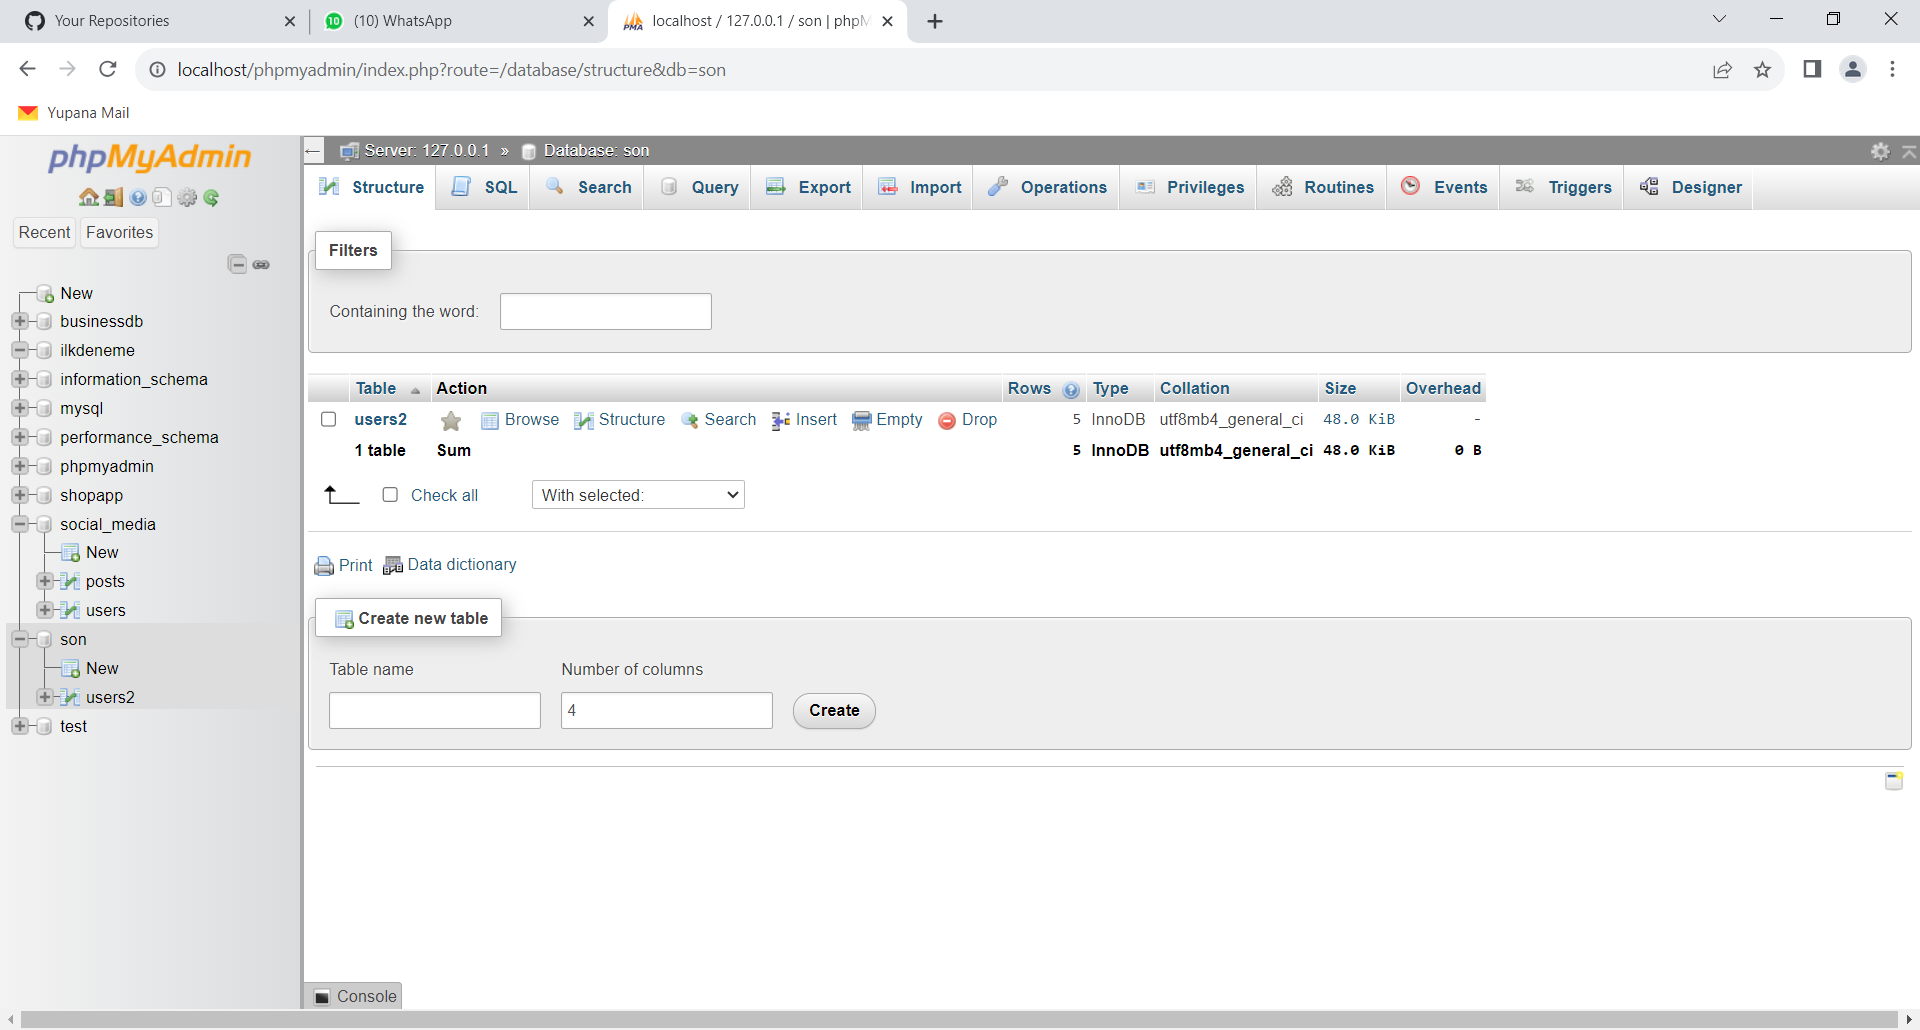 Your Repositories
10 (10) WhatsApp
PMA localhost / 127.0.0.1 / son | phpM
localhost/phpmyadmin/index.php?route=/database/structure&db=son
Yupana Mail
phpMyAdmin
Recent Favorites
New
businessdb
ilkdeneme
information_schema
mysql
performance_schema
phpmyadmin
shopapp
social_media
New
posts
users
son
New
users2
test
Server: 127.0.0.1 » Database: son
Structure SQL Search Query Export Import Operations Privileges Routines Events Triggers Designer
Filters
Containing the word:
Table Action Rows Type Collation Size Overhead
users2 Browse Structure Search Insert Empty Drop 5 InnoDB utf8mb4_general_ci 48.0 KiB -
1 table Sum 5 InnoDB utf8mb4_general_ci 48.0 KiB 0 B
Check all With selected:
Print Data dictionary
Create new table
Table name Number of columns
4 Create
Console